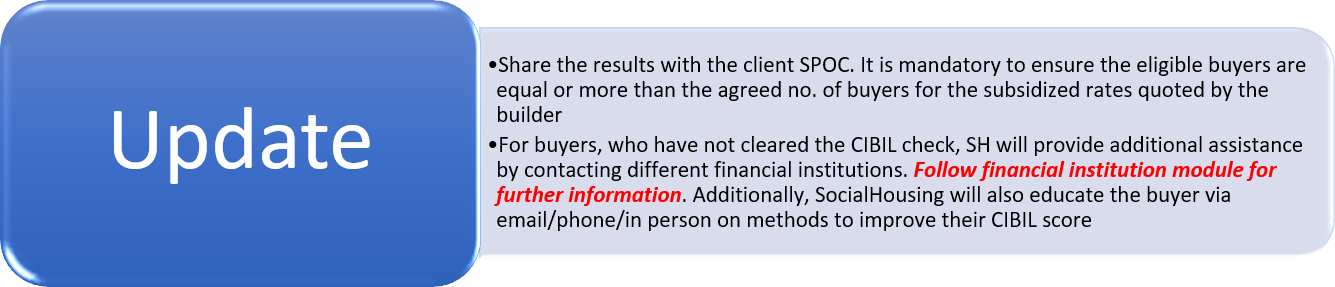 Update
•Share the results with the client SPOC. It is mandatory to ensure the eligible buyers are
equal or more than the agreed no. of buyers for the subsidized rates quoted by the
builder
•For buyers, who have not cleared the CIBIL check, SH will provide additional assistance
by contacting different financial institutions. Follow financial institution module for
further information. Additionally, SocialHousing will also educate the buyer via
email/phone/in person on methods to improve their CIBIL score